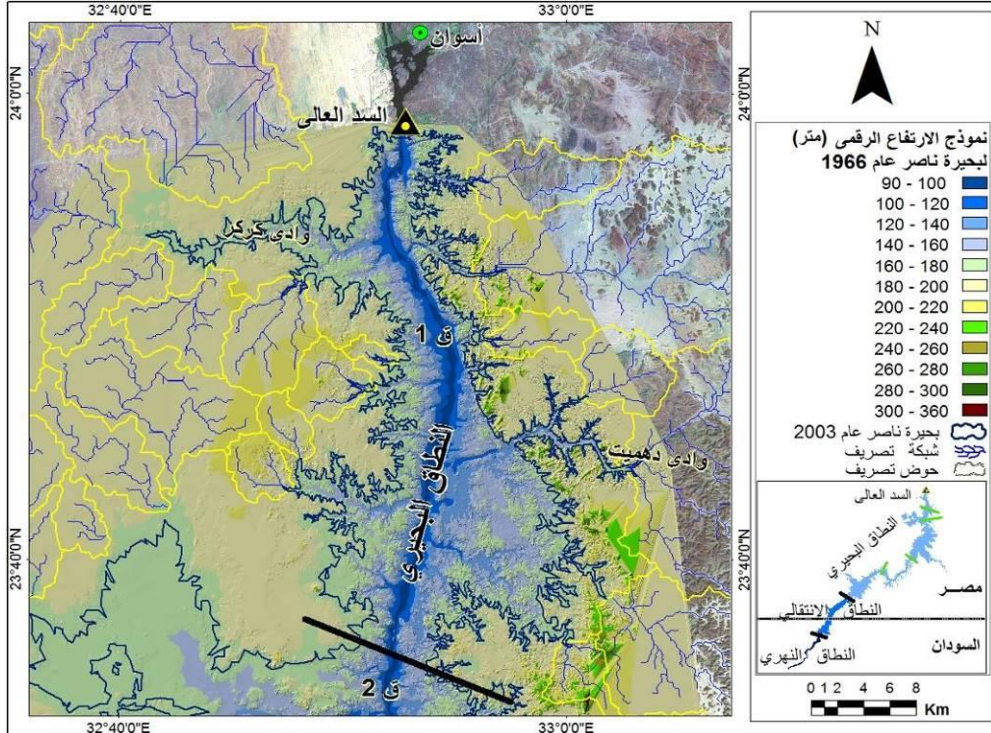 32°40'0"E
33°0'0"E
24°0'0"N
24°0'0"N
23°40'0"N
23°40'0"N
32°40'0"E
33°0'0"E
أسوان
السد العالى
وادى كركر
ق 1
النطاق البحيري
وادى دهميت
ق 2
N
نموذج الارتفاع الرقمى (متر)
لبحيرة ناصر عام 1966
90 - 100
100 - 120
120 - 140
140 - 160
160 - 180
180 - 200
200 - 220
220 - 240
240 - 260
260 - 280
280 - 300
300 - 360
بحيرة ناصر عام 2003
شبكة تصريف
حوض تصريف
السد العالى
النطاق البحيري
مصر
النطاق الانتقالي
السودان
النطاق النهري
0 1 2 4 6 8
Km